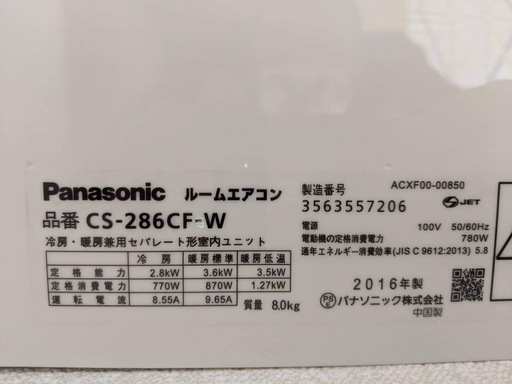 Panasonic ルームエアコン
品番 CS-286CF-W
冷房・暖房兼用セパレート形室内ユニット
冷房 暖房標準 暖房低温
定格能力 2.8kW 3.6kW 3.5kW
定格消費電力 770W 870W 1.27kW
運転電流 8.55A 9.65A
質量 8.0kg
ACXF00-00850
製造番号
3563557206
JET
電源 100V 50/60Hz
電動機の定格消費電力 780W
通年エネルギー消費効率(JIS C 9612:2013) 5.8
2016年製
PS E パナソニック株式会社
中国製